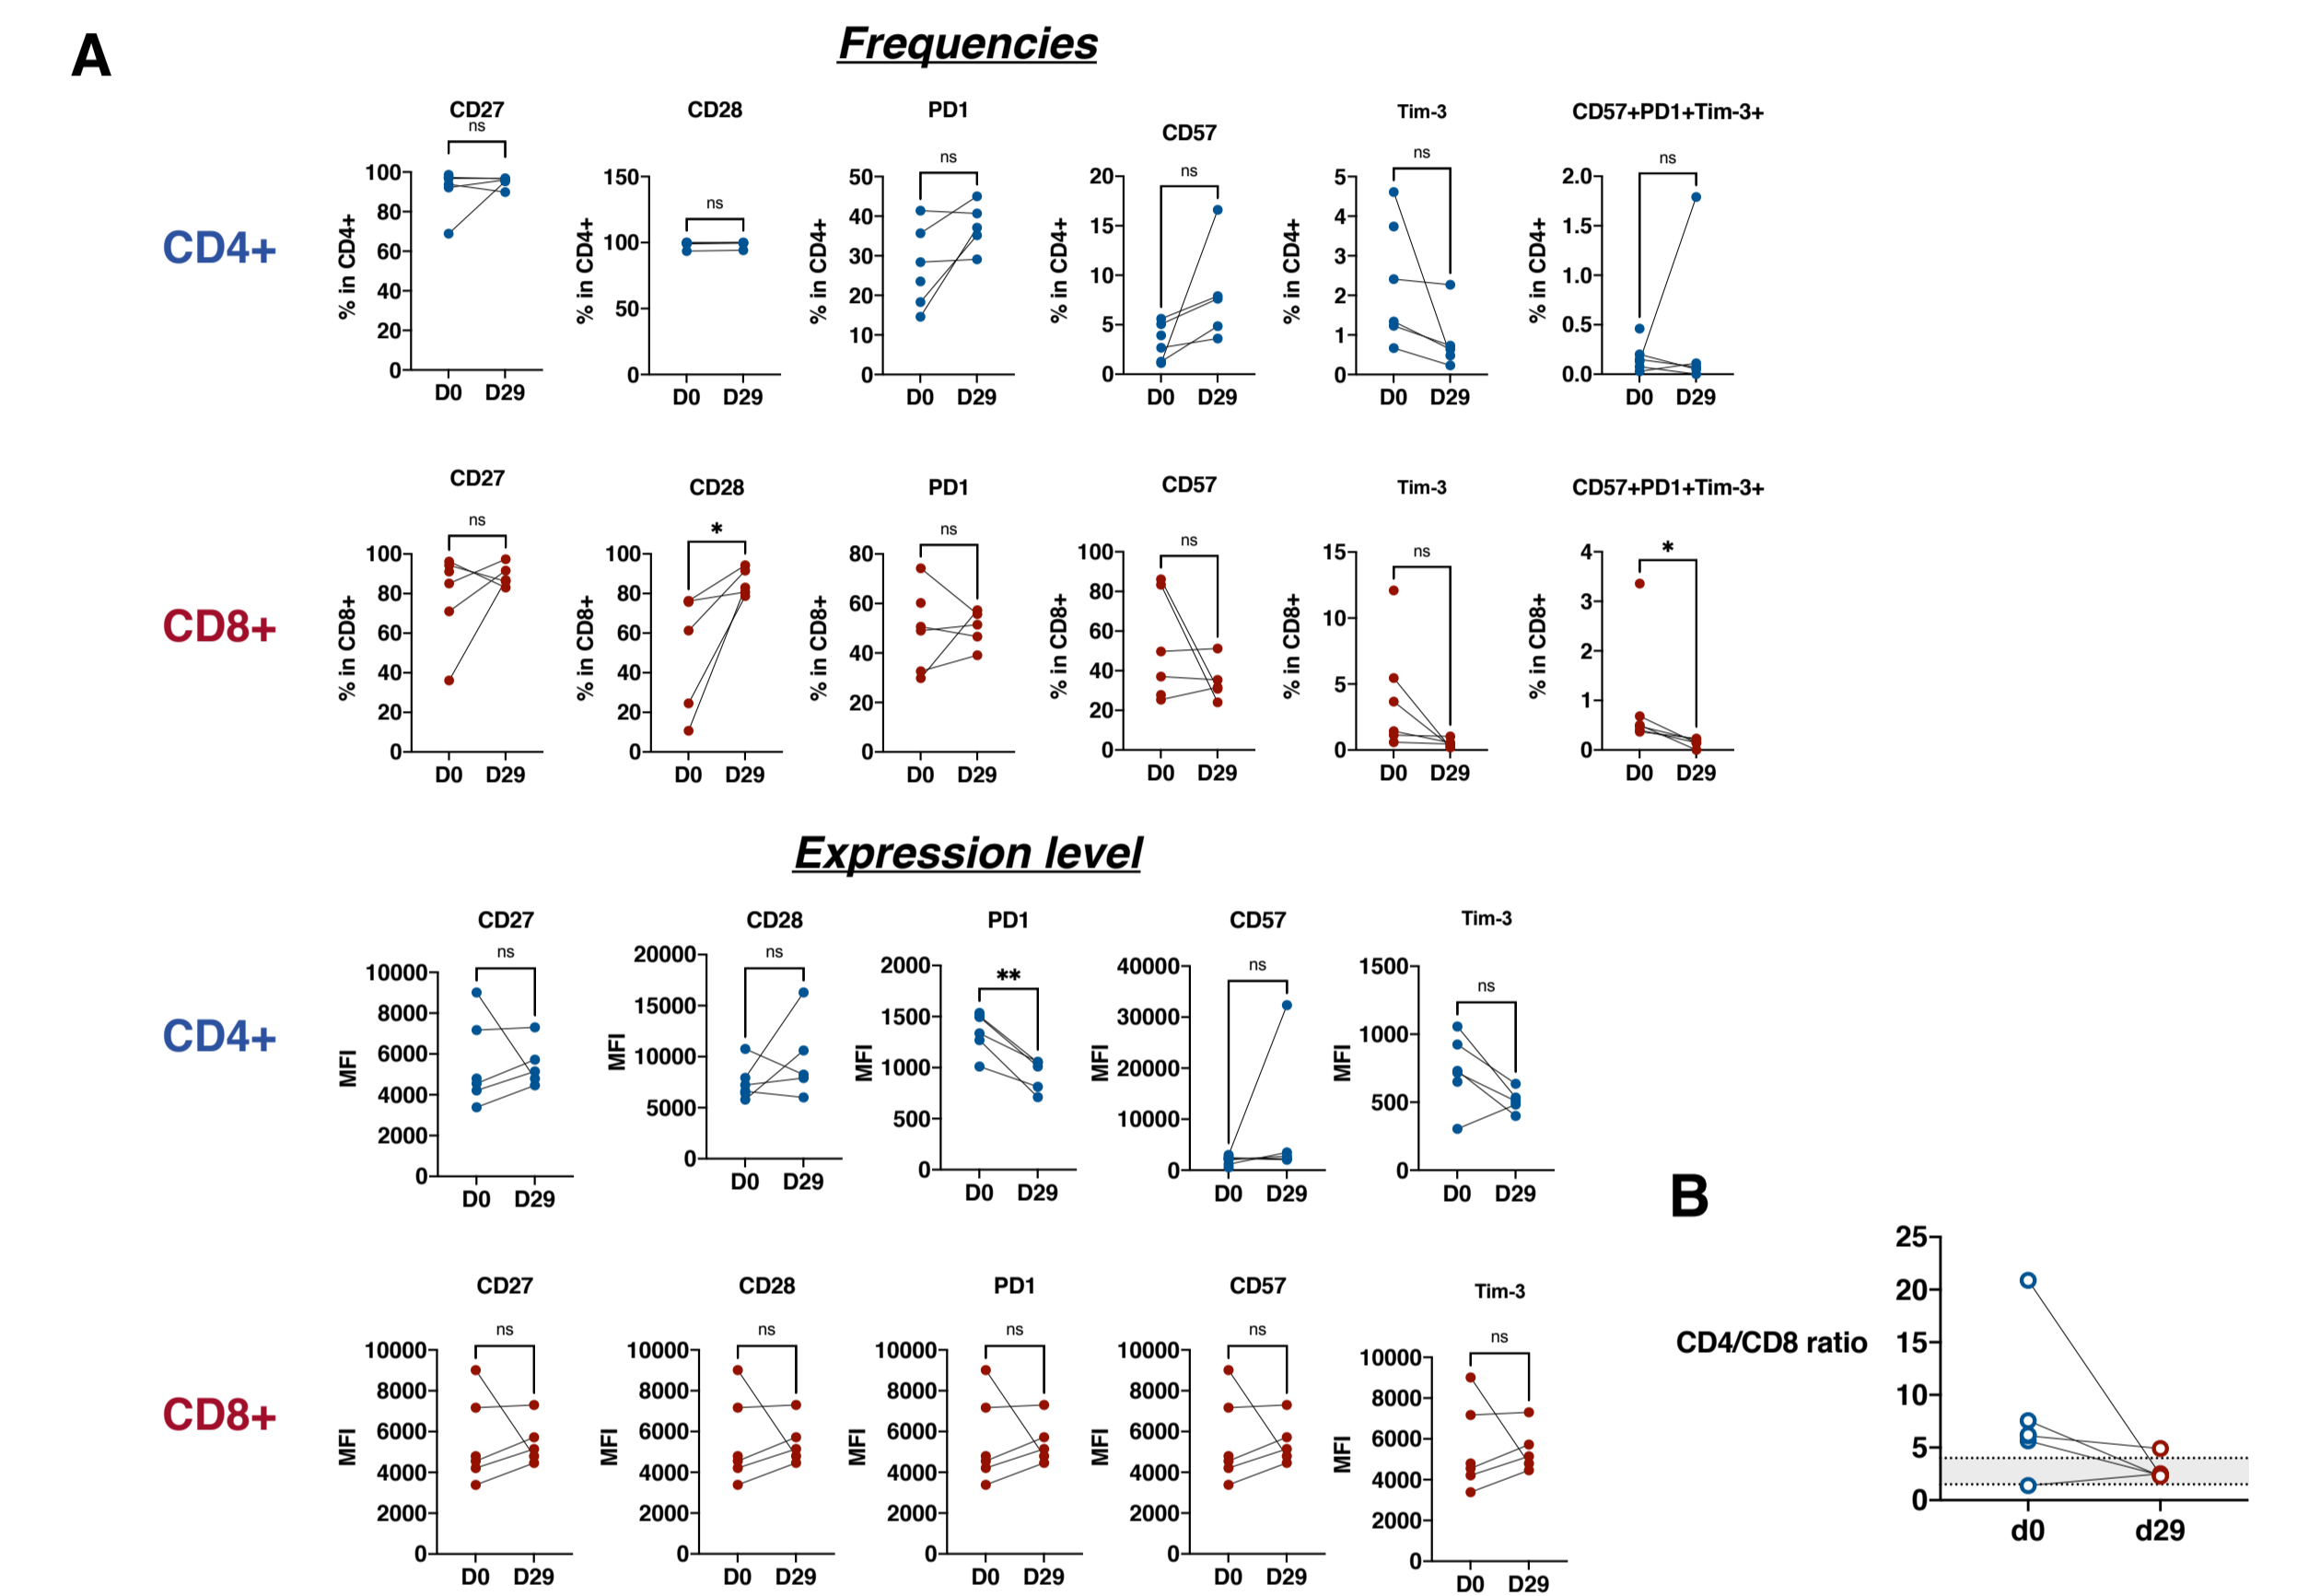 A
Frequencies
CD4+
CD27
ns
% in CD4+
100
80
60
40
20
0
D0 D29
CD28
ns
% in CD4+
150
100
50
0
D0 D29
PD1
ns
% in CD4+
50
40
30
20
10
0
D0 D29
CD57
ns
% in CD4+
20
15
10
5
0
D0 D29
Tim-3
ns
% in CD4+
5
4
3
2
1
0
D0 D29
CD57+PD1+Tim-3+
ns
% in CD4+
2.0
1.5
1.0
0.5
0.0
D0 D29
CD8+
CD27
ns
% in CD8+
100
80
60
40
20
0
D0 D29
CD28
*
% in CD8+
100
80
60
40
20
0
D0 D29
PD1
ns
% in CD8+
80
60
40
20
0
D0 D29
CD57
ns
% in CD8+
100
80
60
40
20
0
D0 D29
Tim-3
ns
% in CD8+
15
10
5
0
D0 D29
CD57+PD1+Tim-3+
*
% in CD8+
4
3
2
1
0
D0 D29
Expression level
CD4+
CD27
ns
MFI
10000
8000
6000
4000
2000
0
D0 D29
CD28
ns
MFI
20000
15000
10000
5000
0
D0 D29
PD1
**
MFI
2000
1500
1000
500
0
D0 D29
CD57
ns
MFI
40000
30000
20000
10000
0
D0 D29
Tim-3
ns
MFI
1500
1000
500
0
D0 D29
CD8+
CD27
ns
MFI
10000
8000
6000
4000
2000
0
D0 D29
CD28
ns
MFI
10000
8000
6000
4000
2000
0
D0 D29
PD1
ns
MFI
10000
8000
6000
4000
2000
0
D0 D29
CD57
ns
MFI
10000
8000
6000
4000
2000
0
D0 D29
Tim-3
ns
MFI
10000
8000
6000
4000
2000
0
D0 D29
B
CD4/CD8 ratio
25
20
15
10
5
0
d0 d29